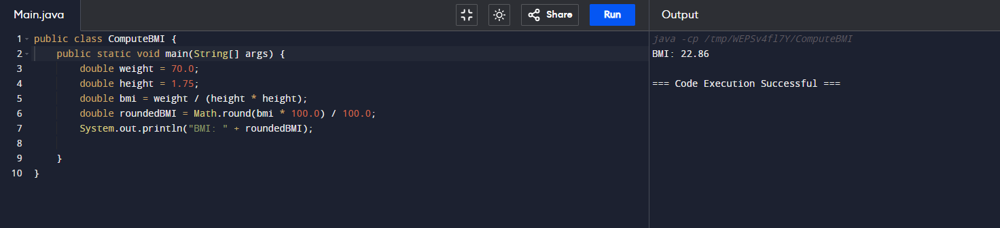 Main.java
Share
Run
Output
1 public class ComputeBMI {
2     public static void main(String[] args) {
3         double weight = 70.0;
4         double height = 1.75;
5         double bmi = weight / (height * height);
6         double roundedBMI = Math.round(bmi * 100.0) / 100.0;
7         System.out.println("BMI: " + roundedBMI);
8
9     }
10 }
java -cp /tmp/WEPSv4fl7Y/ComputeBMI
BMI: 22.86
=== Code Execution Successful ===